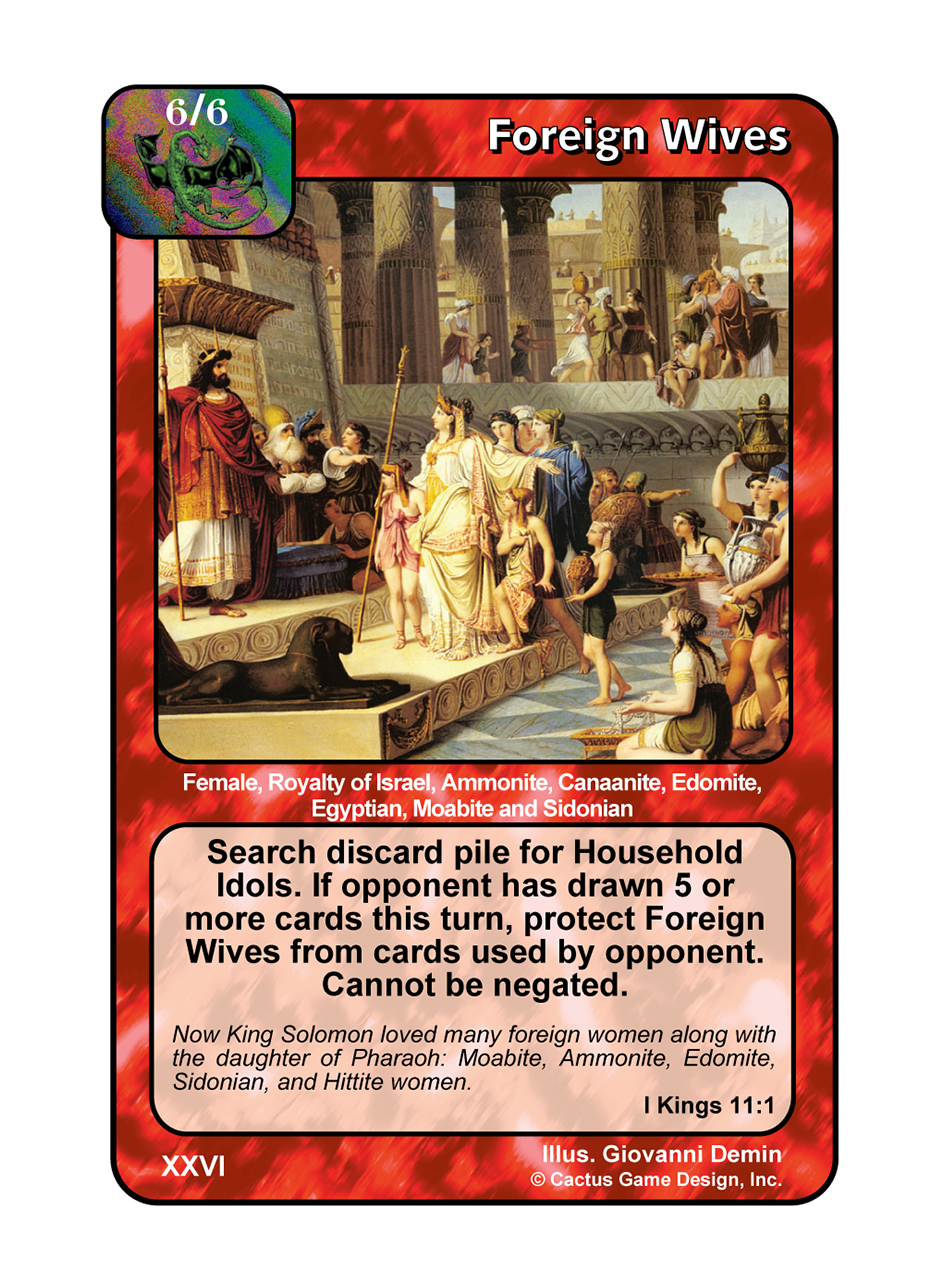 6/6
Foreign Wives
Female, Royalty of Israel, Ammonite, Canaanite, Edomite,
Egyptian, Moabite and Sidonian
Search discard pile for Household
Idols. If opponent has drawn 5 or
more cards this turn, protect Foreign
Wives from cards used by opponent.
Cannot be negated.
Now King Solomon loved many foreign women along with
the daughter of Pharaoh: Moabite, Ammonite, Edomite,
Sidonian, and Hittite women.
I Kings 11:1
XXVI
Illus. Giovanni Demin
© Cactus Game Design, Inc.